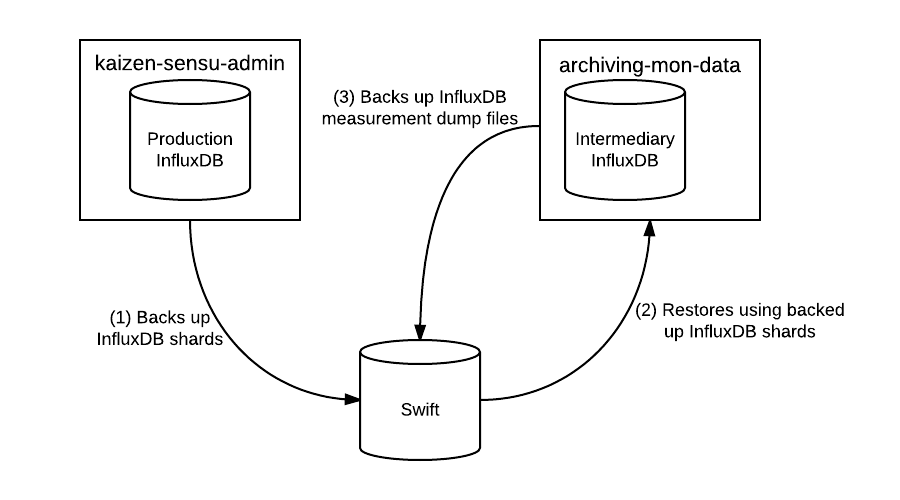 kaizen-sensu-admin
Production
InfluxDB
(3) Backs up InfluxDB
measurement dump files
archiving-mon-data
Intermediary
InfluxDB
(1) Backs up
InfluxDB shards
(2) Restores using backed
up InfluxDB shards
Swift